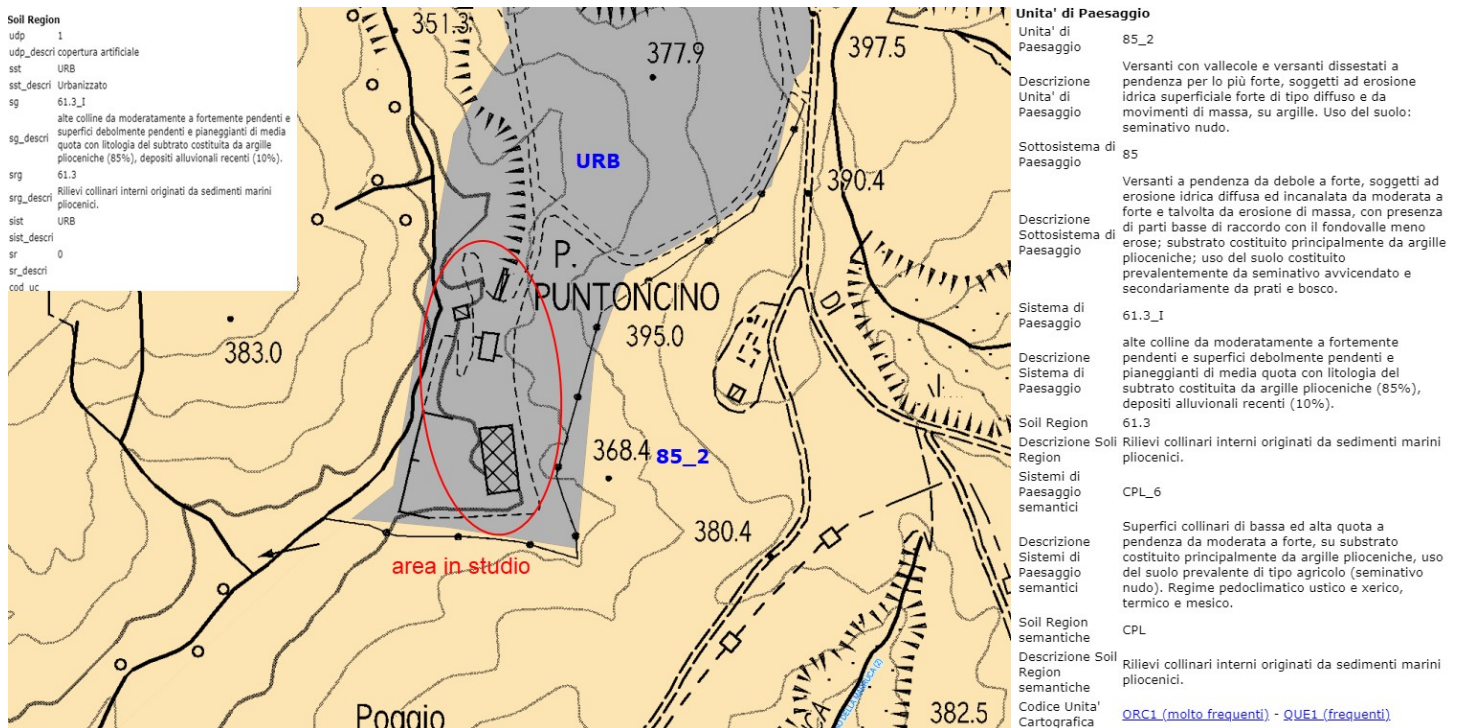 Soil Region
udp 1
udp_descri copertura artificiale
sst URB
sst_descri Urbanizzato
sg 61.3_I
sg_descri alte colline da moderatamente a fortemente pendenti e
superfici debolmente pendenti e pianeggianti di media
quota con litologia del subtrato costituita da argille
plioceniche (85%), depositi alluvionali recenti (10%).
srg 61.3
srg_descri Rilievi collinari interni originati da sedimenti marini
pliocenici.
sist URB
sist_descri
sr 0
sr_descri
cod_uc
351.3
377.9
397.5
URB
390.4
P.
PUNTONCINO
DI
383.0
395.0
368.4
85_2
380.4
area in studio
Poggio
382.5
Unita' di Paesaggio
Unita' di
Paesaggio
85_2
Descrizione
Unita' di
Paesaggio
Versanti con vallecole e versanti dissestati a
pendenza per lo più forte, soggetti ad erosione
idrica superficiale forte di tipo diffuso e da
movimenti di massa, su argille. Uso del suolo:
seminativo nudo.
Sottosistema di
Paesaggio
85
Descrizione
Sottosistema di
Paesaggio
Versanti a pendenza da debole a forte, soggetti ad
erosione idrica diffusa ed incanalata da moderata a
forte e talvolta da erosione di massa, con presenza
di parti basse di raccordo con il fondovalle meno
erose; substrato costituito principalmente da argille
plioceniche; uso del suolo costituito
prevalentemente da seminativo avvicendato e
secondariamente da prati e bosco.
Sistema di
Paesaggio
61.3_I
Descrizione
Sistema di
Paesaggio
alte colline da moderatamente a fortemente
pendenti e superfici debolmente pendenti e
pianeggianti di media quota con litologia del
subtrato costituita da argille plioceniche (85%),
depositi alluvionali recenti (10%).
Soil Region 61.3
Descrizione Soil
Region
Rilievi collinari interni originati da sedimenti marini
pliocenici.
Sistemi di
Paesaggio
semantici
CPL_6
Descrizione
Sistemi di
Paesaggio
semantici
Superfici collinari di bassa ed alta quota a
pendenza da moderata a forte, su substrato
costituito principalmente da argille plioceniche, uso
del suolo prevalente di tipo agricolo (seminativo
nudo). Regime pedoclimatico ustico e xerico,
termico e mesico.
Soil Region
semantiche
CPL
Descrizione Soil
Region
semantiche
Rilievi collinari interni originati da sedimenti marini
pliocenici.
Codice Unita'
Cartografica
ORC1 (molto frequenti) - QUE1 (frequenti)